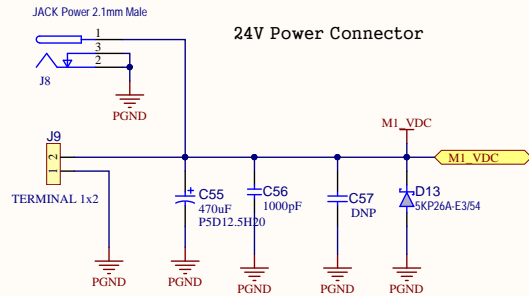 JACK Power 2.1mm Male
24V Power Connector
1
3
2
J8
PGND
M1_VDC
J9
2
1
M1_VDC
TERMINAL 1x2
C55
470uF
P5D12.5H20
C56
1000pF
C57
DNP
D13
5KP26A-E3/54
PGND
PGND
PGND
PGND
PGND